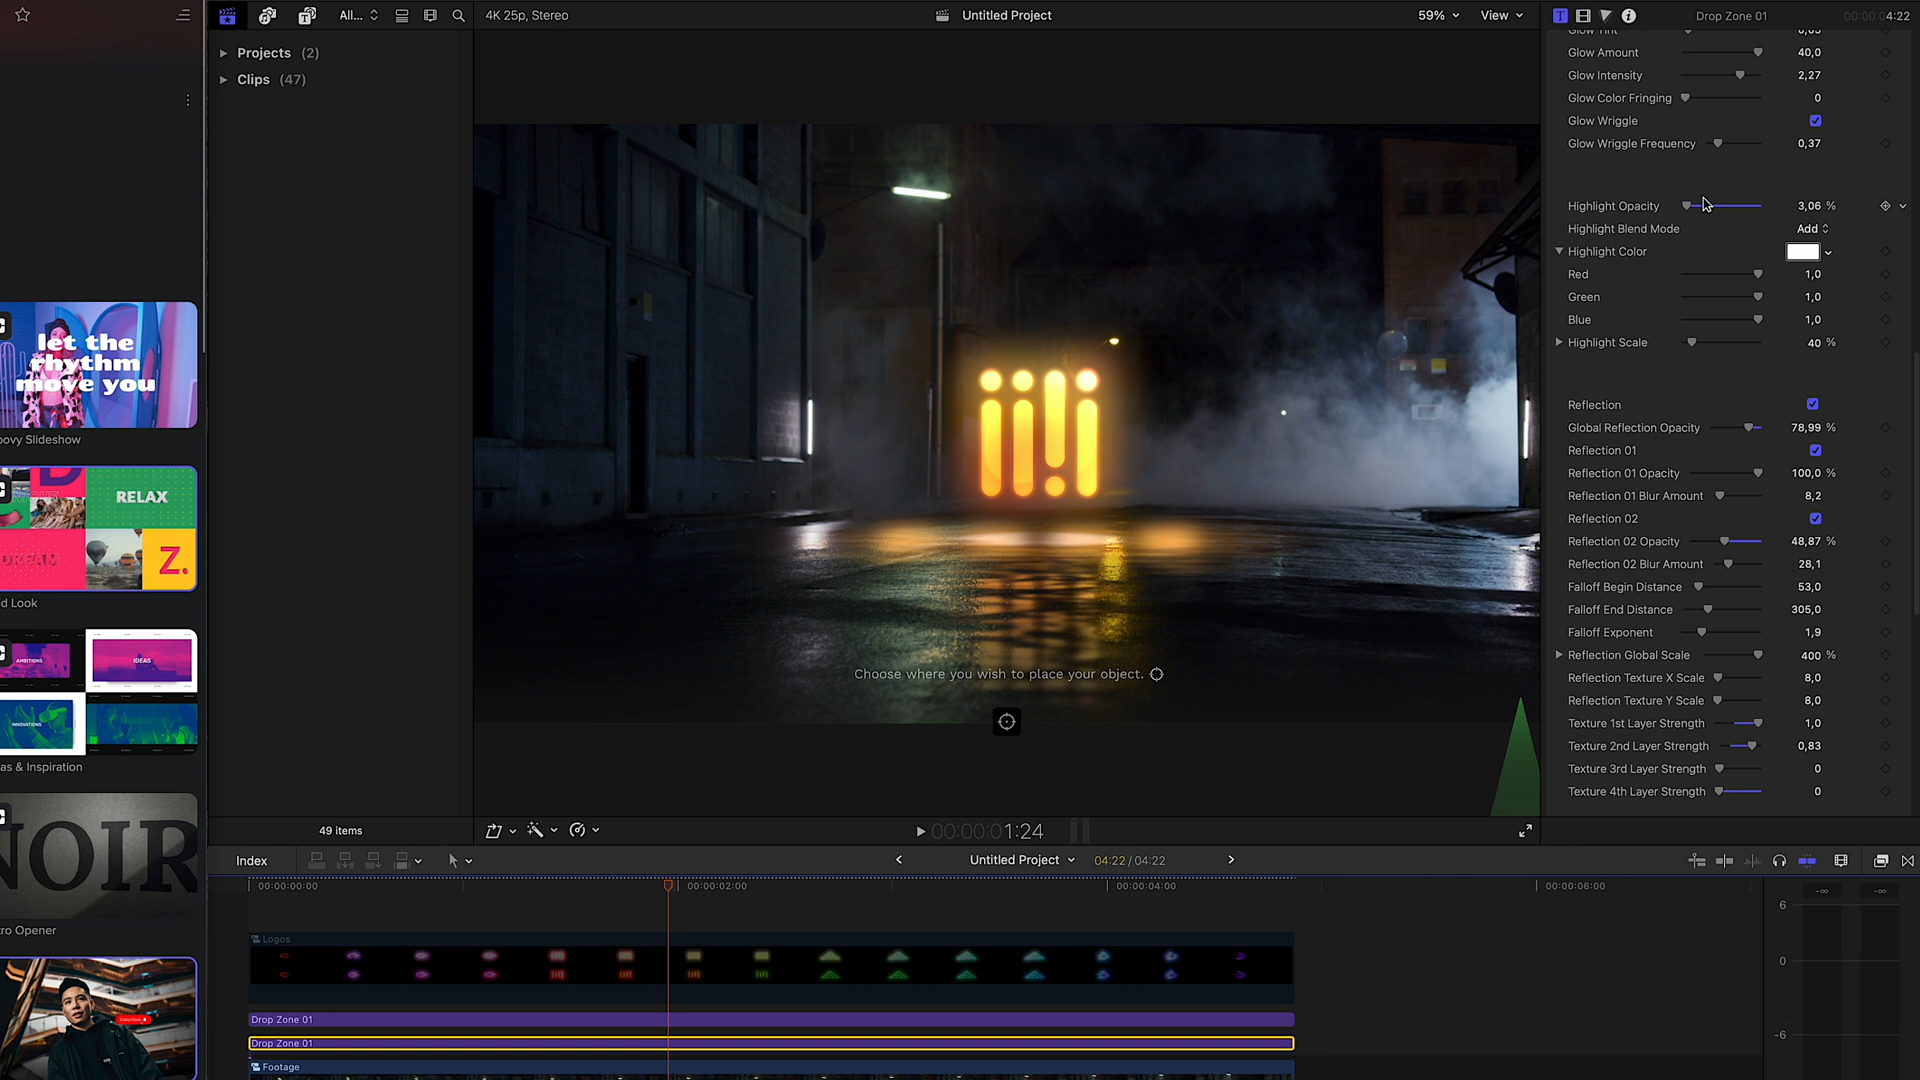 All...
4K 25p, Stereo
Untitled Project
59%
View
Drop Zone 01
00:00:04:22
Projects (2)
Clips (47)
Glow Tint 0,05
Glow Amount 40,0
Glow Intensity 2,27
Glow Color Fringing 0
Glow Wriggle
Glow Wriggle Frequency 0,37
Highlight Opacity 3,06 %
Highlight Blend Mode Add
Highlight Color
Red 1,0
Green 1,0
Blue 1,0
Highlight Scale 40 %
Reflection
Global Reflection Opacity 78,99 %
Reflection 01
Reflection 01 Opacity 100,0 %
Reflection 01 Blur Amount 8,2
Reflection 02
Reflection 02 Opacity 48,87 %
Reflection 02 Blur Amount 28,1
Falloff Begin Distance 53,0
Falloff End Distance 305,0
Falloff Exponent 1,9
Reflection Global Scale 400 %
Reflection Texture X Scale 8,0
Reflection Texture Y Scale 8,0
Texture 1st Layer Strength 1,0
Texture 2nd Layer Strength 0,83
Texture 3rd Layer Strength 0
Texture 4th Layer Strength 0
let the
rhythm
move you
oovy Slideshow
RELAX
DREAM
Z.
d Look
AMBITIONS
IDEAS
INNOVATIONS
as & Inspiration
NOIR
tro Opener
Choose where you wish to place your object.
49 items
00:00:01:24
Index
Untitled Project
04:22 / 04:22
00:00:00:00
00:00:02:00
00:00:04:00
00:00:06:00
Logos
Drop Zone 01
Drop Zone 01
Footage
-∞
-∞
6
0
-6